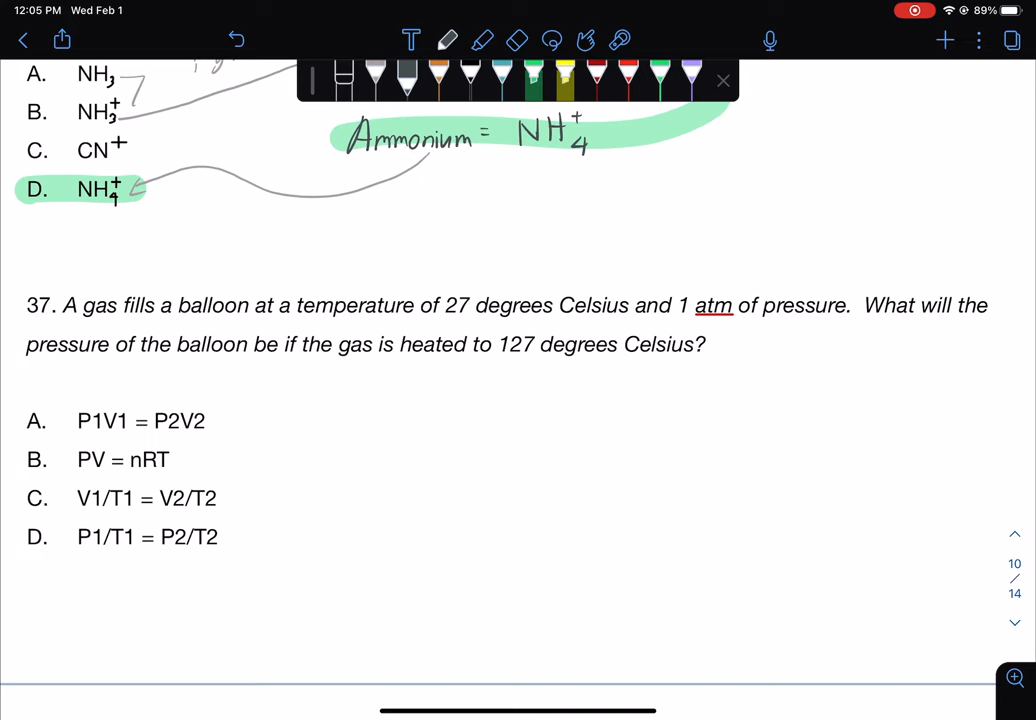 12:05 PM Wed Feb 1
89%
A. NH3
B. NH3+
C. CN+
D. NH4+
Ammonium = NH4+
37. A gas fills a balloon at a temperature of 27 degrees Celsius and 1 atm of pressure. What will the
pressure of the balloon be if the gas is heated to 127 degrees Celsius?
A. P1V1 = P2V2
B. PV = nRT
C. V1/T1 = V2/T2
D. P1/T1 = P2/T2
10
/
14